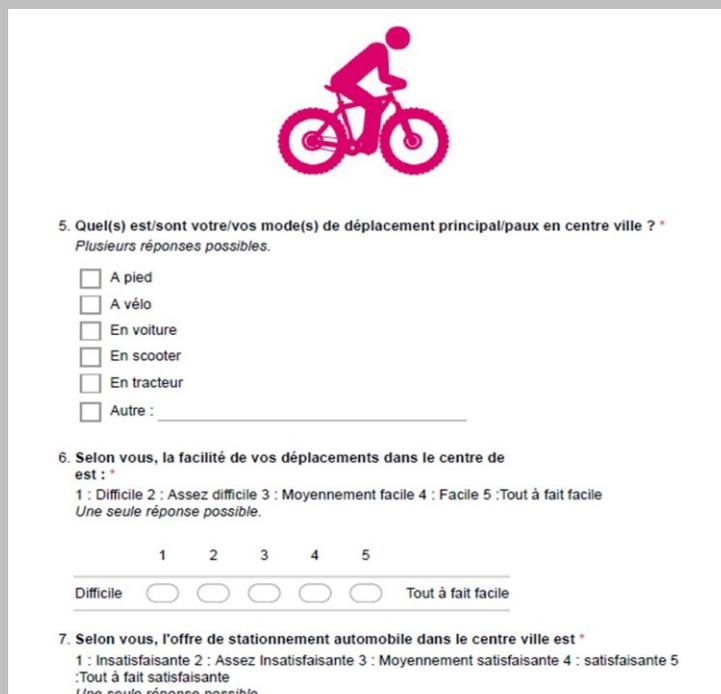 5. Quel(s) est/sont votre/vos mode(s) de déplacement principal/paux en centre ville ? *
Plusieurs réponses possibles.
A pied
A vélo
En voiture
En scooter
En tracteur
Autre :
6. Selon vous, la facilité de vos déplacements dans le centre de
est : *
1 : Difficile 2 : Assez difficile 3 : Moyennement facile 4 : Facile 5 :Tout à fait facile
Une seule réponse possible.
1 2 3 4 5
Difficile Tout à fait facile
7. Selon vous, l'offre de stationnement automobile dans le centre ville est *
1 : Insatisfaisante 2 : Assez Insatisfaisante 3 : Moyennement satisfaisante 4 : satisfaisante 5
:Tout à fait satisfaisante
Une seule réponse possible.